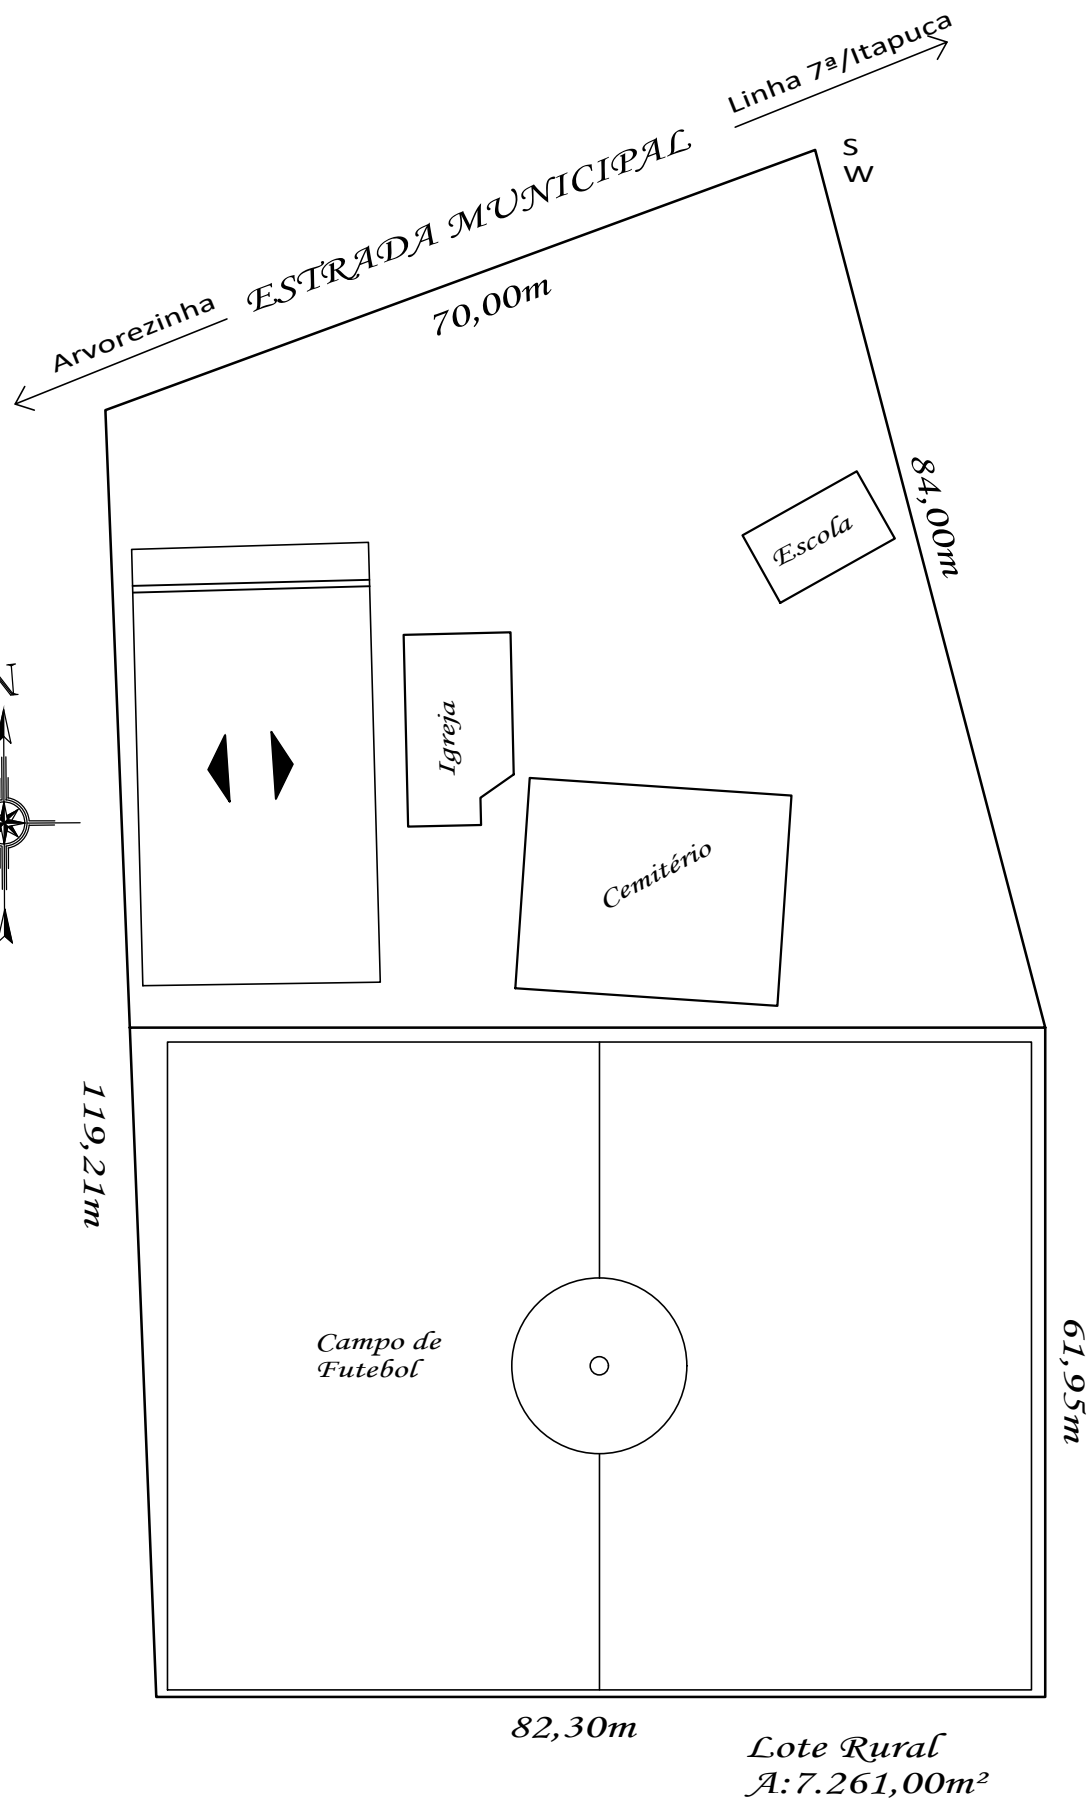 Linha 7ª/Itapuca
S
W
ESTRADA MUNICIPAL
Arvorezinha
70,00m
84,00m
Escola
N
Igreja
Cemitério
119,21m
Campo de
Futebol
61,95m
82,30m
Lote Rural
A:7.261,00m²